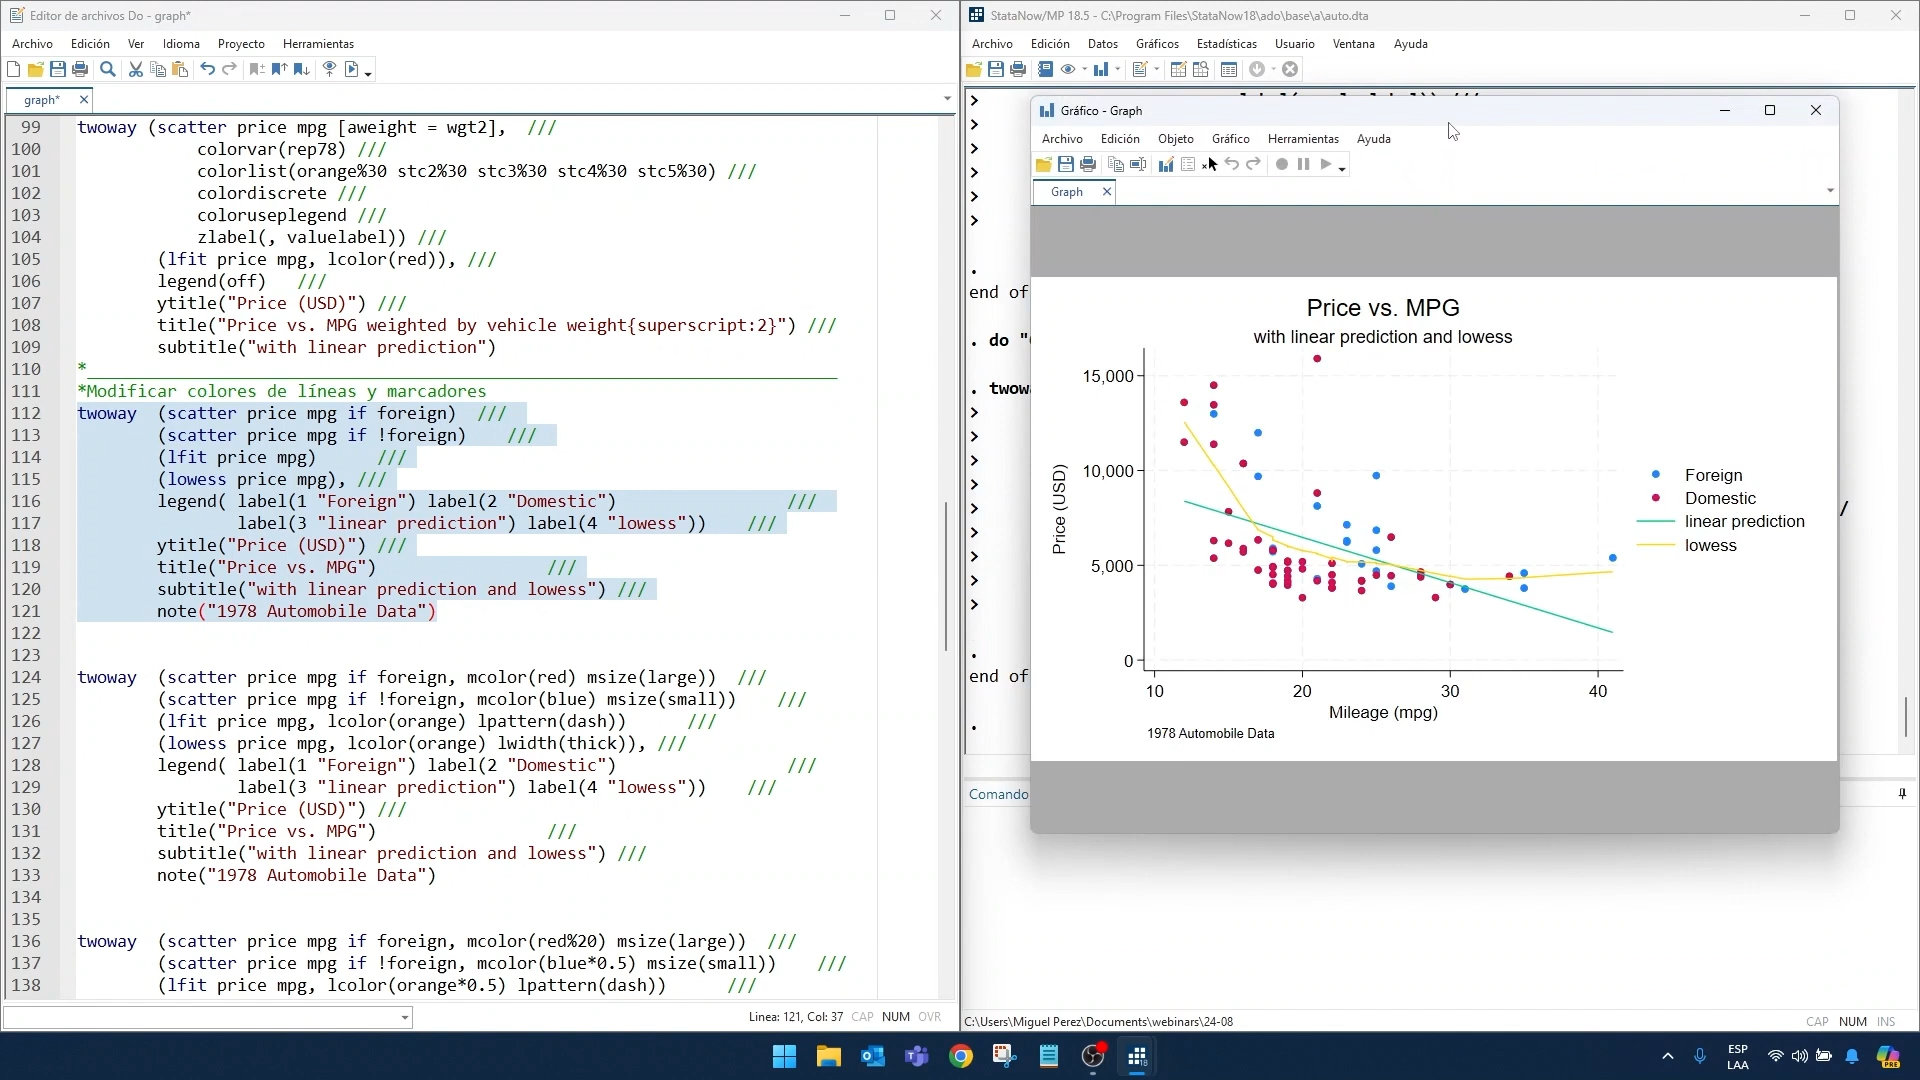 Editor de archivos Do - graph*
Archivo Edición Ver Idioma Proyecto Herramientas
graph*
99 twoway (scatter price mpg [aweight = wgt2], ///
100 colorvar(rep78) ///
101 colorlist(orange%30 stc2%30 stc3%30 stc4%30 stc5%30) ///
102 colordiscrete ///
103 coloruseplegend ///
104 zlabel(, valuelabel)) ///
105 (lfit price mpg, lcolor(red)), ///
106 legend(off) ///
107 ytitle("Price (USD)") ///
108 title("Price vs. MPG weighted by vehicle weight{superscript:2}") ///
109 subtitle("with linear prediction")
110 *___________________________________________________________________________
111 *Modificar colores de líneas y marcadores
112 twoway (scatter price mpg if foreign) ///
113 (scatter price mpg if !foreign) ///
114 (lfit price mpg) ///
115 (lowess price mpg), ///
116 legend( label(1 "Foreign") label(2 "Domestic") ///
117 label(3 "linear prediction") label(4 "lowess")) ///
118 ytitle("Price (USD)") ///
119 title("Price vs. MPG") ///
120 subtitle("with linear prediction and lowess") ///
121 note("1978 Automobile Data")
122
123
124 twoway (scatter price mpg if foreign, mcolor(red) msize(large)) ///
125 (scatter price mpg if !foreign, mcolor(blue) msize(small)) ///
126 (lfit price mpg, lcolor(orange) lpattern(dash)) ///
127 (lowess price mpg, lcolor(orange) lwidth(thick)), ///
128 legend( label(1 "Foreign") label(2 "Domestic") ///
129 label(3 "linear prediction") label(4 "lowess")) ///
130 ytitle("Price (USD)") ///
131 title("Price vs. MPG") ///
132 subtitle("with linear prediction and lowess") ///
133 note("1978 Automobile Data")
134
135
136 twoway (scatter price mpg if foreign, mcolor(red%20) msize(large)) ///
137 (scatter price mpg if !foreign, mcolor(blue*0.5) msize(small)) ///
138 (lfit price mpg, lcolor(orange*0.5) lpattern(dash)) ///
Linea: 121, Col: 37 CAP NUM OVR
StataNow/MP 18.5 - C:\Program Files\StataNow18\ado\base\a\auto.dta
Archivo Edición Datos Gráficos Estadísticas Usuario Ventana Ayuda
>
>
>
>
>
>
.
end of
. do "
. twow
>
>
>
>
> /
>
>
>
>
.
end of
.
Comando
Gráfico - Graph
Archivo Edición Objeto Gráfico Herramientas Ayuda
Graph
Price vs. MPG
with linear prediction and lowess
Price (USD)
15,000
10,000
5,000
0
10 20 30 40
Mileage (mpg)
1978 Automobile Data
Foreign
Domestic
linear prediction
lowess
C:\Users\Miguel Perez\Documents\webinars\24-08
CAP NUM INS
ESP
LAA
PRE